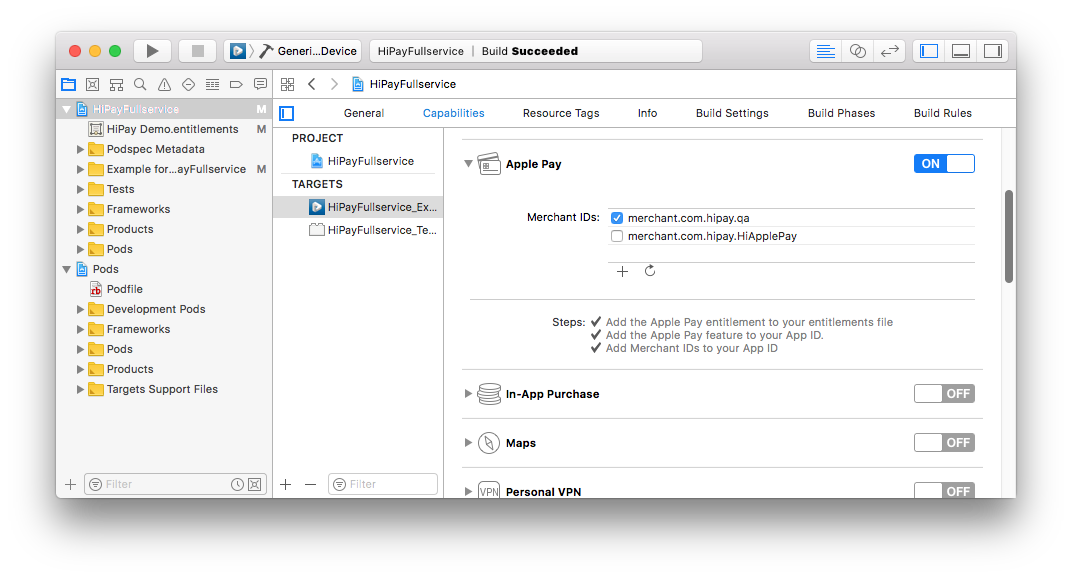 Generi...Device
HiPayFullservice | Build Succeeded
HiPayFullservice
HiPayFullservice M
HiPay Demo.entitlements M
Podspec Metadata
Example for...ayFullservice M
Tests
Frameworks
Products
Pods
Pods
Podfile
Development Pods
Frameworks
Pods
Products
Targets Support Files
Filter
General Capabilities Resource Tags Info Build Settings Build Phases Build Rules
PROJECT
HiPayFullservice
TARGETS
HiPayFullservice_Ex...
HiPayFullservice_Te...
Filter
Apple Pay ON
Merchant IDs: merchant.com.hipay.qa
merchant.com.hipay.HiApplePay
Steps: Add the Apple Pay entitlement to your entitlements file
Add the Apple Pay feature to your App ID.
Add Merchant IDs to your App ID
In-App Purchase OFF
Maps OFF
VPN Personal VPN OFF